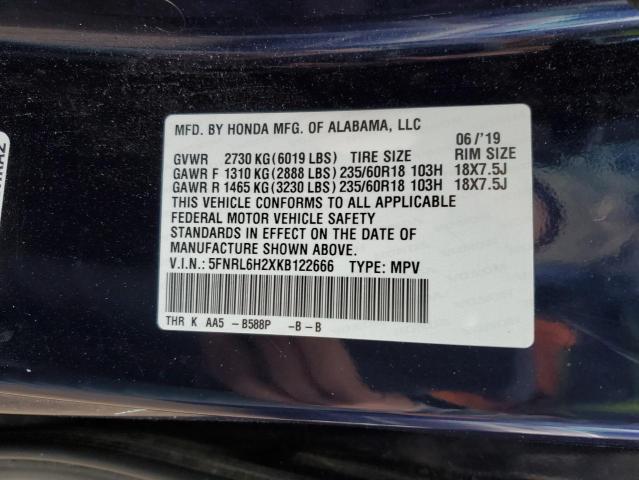 MFD. BY HONDA MFG. OF ALABAMA, LLC
06/'19
GVWR 2730 KG(6019 LBS) TIRE SIZE RIM SIZE
GAWR F 1310 KG(2888 LBS) 235/60R18 103H 18X7.5J
GAWR R 1465 KG(3230 LBS) 235/60R18 103H 18X7.5J
THIS VEHICLE CONFORMS TO ALL APPLICABLE
FEDERAL MOTOR VEHICLE SAFETY
STANDARDS IN EFFECT ON THE DATE OF
MANUFACTURE SHOWN ABOVE.
V.I.N.: 5FNRL6H2XKB122666 TYPE: MPV
THR K AA5 -B588P -B-B